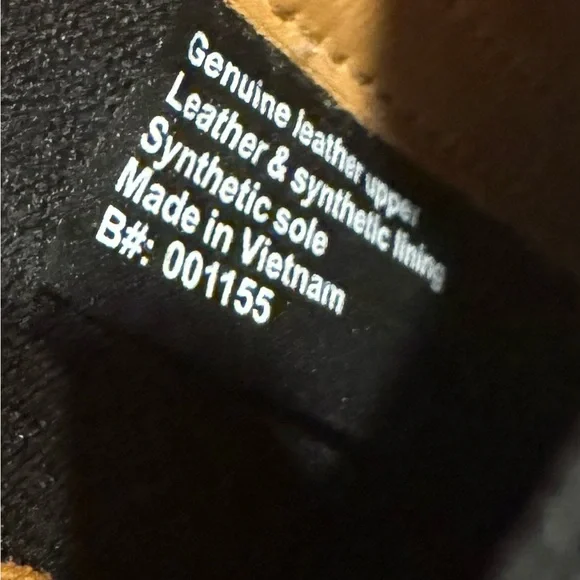 Genuine leather upper
Leather & synthetic lining
Synthetic sole
Made in Vietnam
B#: 001155